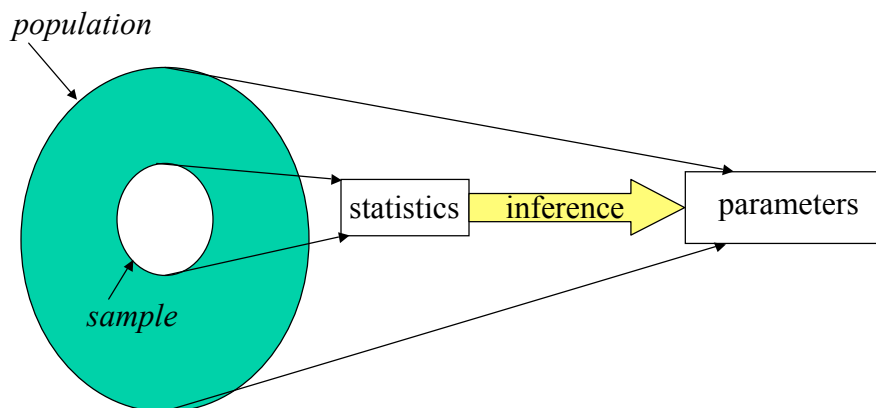 population
statistics
inference
parameters
sample